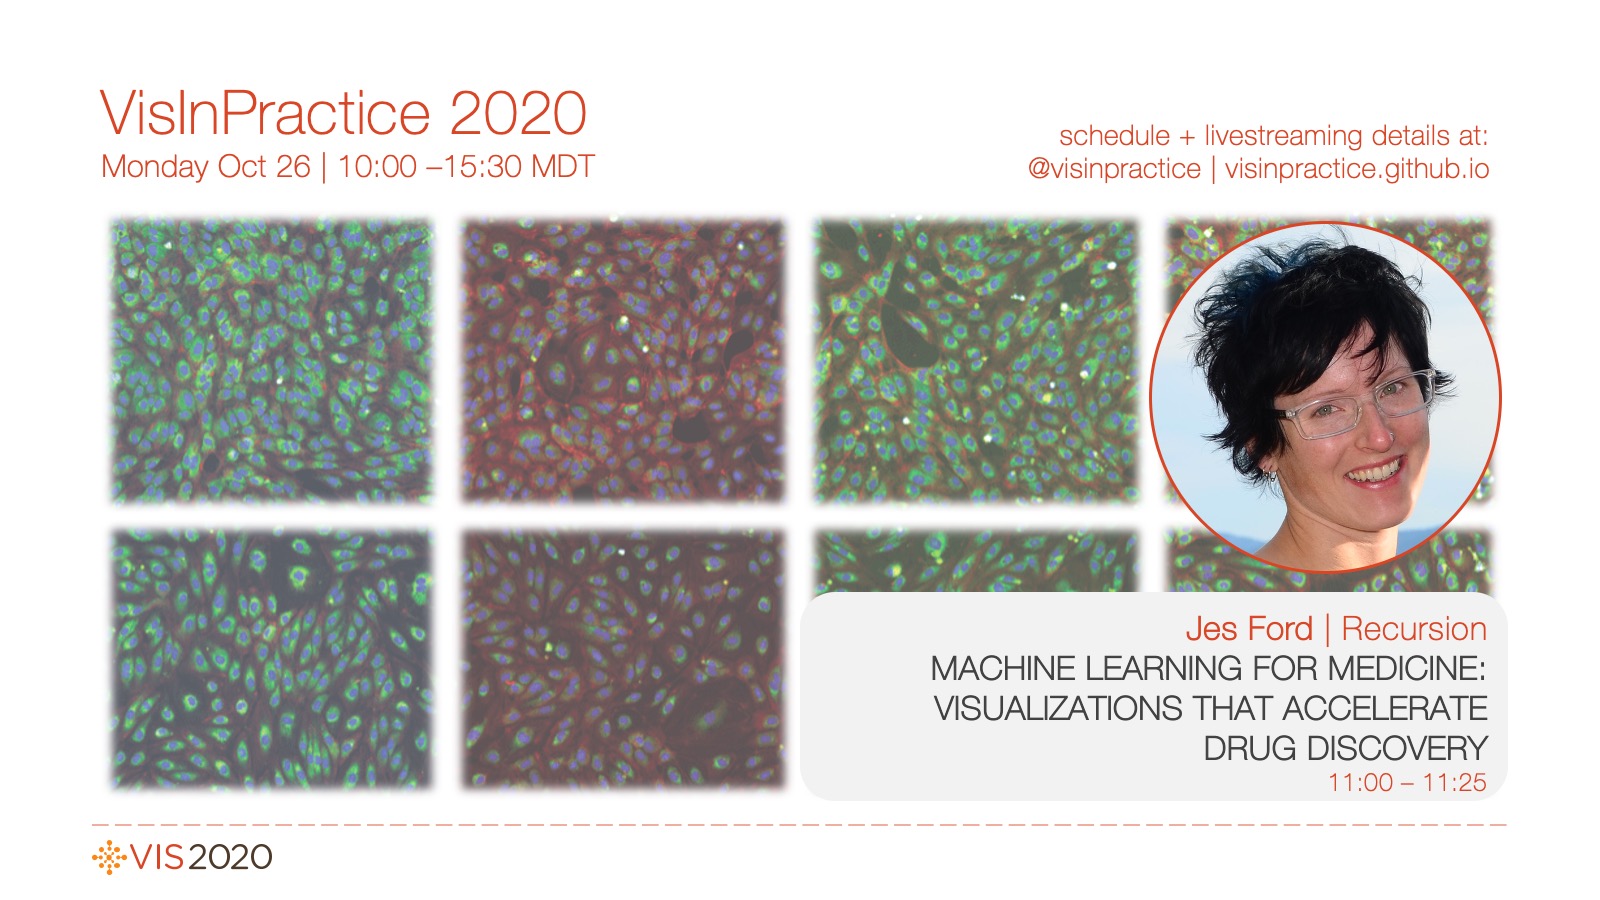 VisInPractice 2020
Monday Oct 26 | 10:00 –15:30 MDT
schedule + livestreaming details at:
@visinpractice | visinpractice.github.io
Jes Ford | Recursion
MACHINE LEARNING FOR MEDICINE:
VISUALIZATIONS THAT ACCELERATE
DRUG DISCOVERY
11:00 – 11:25
VIS2020